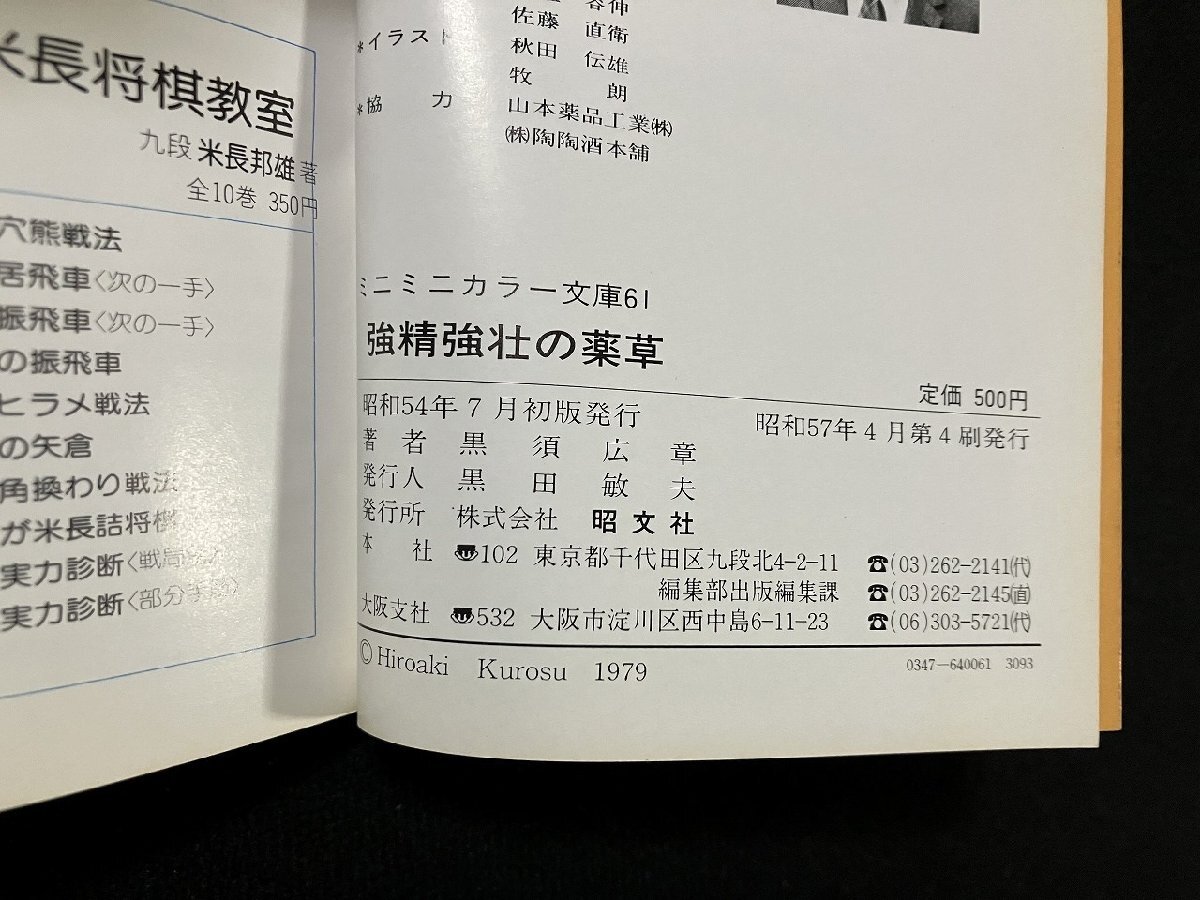 米長将棋教室
九段 米長邦雄 著
全10巻 350円
穴熊戦法
居飛車〈次の一手〉
振飛車〈次の一手〉
の振飛車
ヒラメ戦法
の矢倉
角換わり戦法
が米長詰将棋
実力診断
実力診断
佐藤 直衛
*イラスト 秋田 伝雄
牧 朗
*協 力 山本薬品工業㈱
㈱陶陶酒本舗
ミニミニカラー文庫61
強精強壮の薬草
定価 500円
昭和54年7月初版発行 昭和57年4月第4刷発行
著 者 黒 須 広 章
発行人 黒 田 敏 夫
発行所 株式会社 昭文社
本 社 〠102 東京都千代田区九段北4-2-11 ☎(03)262-2141㈹
編集部出版編集課 ☎(03)262-2145(直)
大阪支社 〠532 大阪市淀川区西中島6-11-23 ☎(06)303-5721㈹
© Hiroaki Kurosu 1979 0347-640061 3093